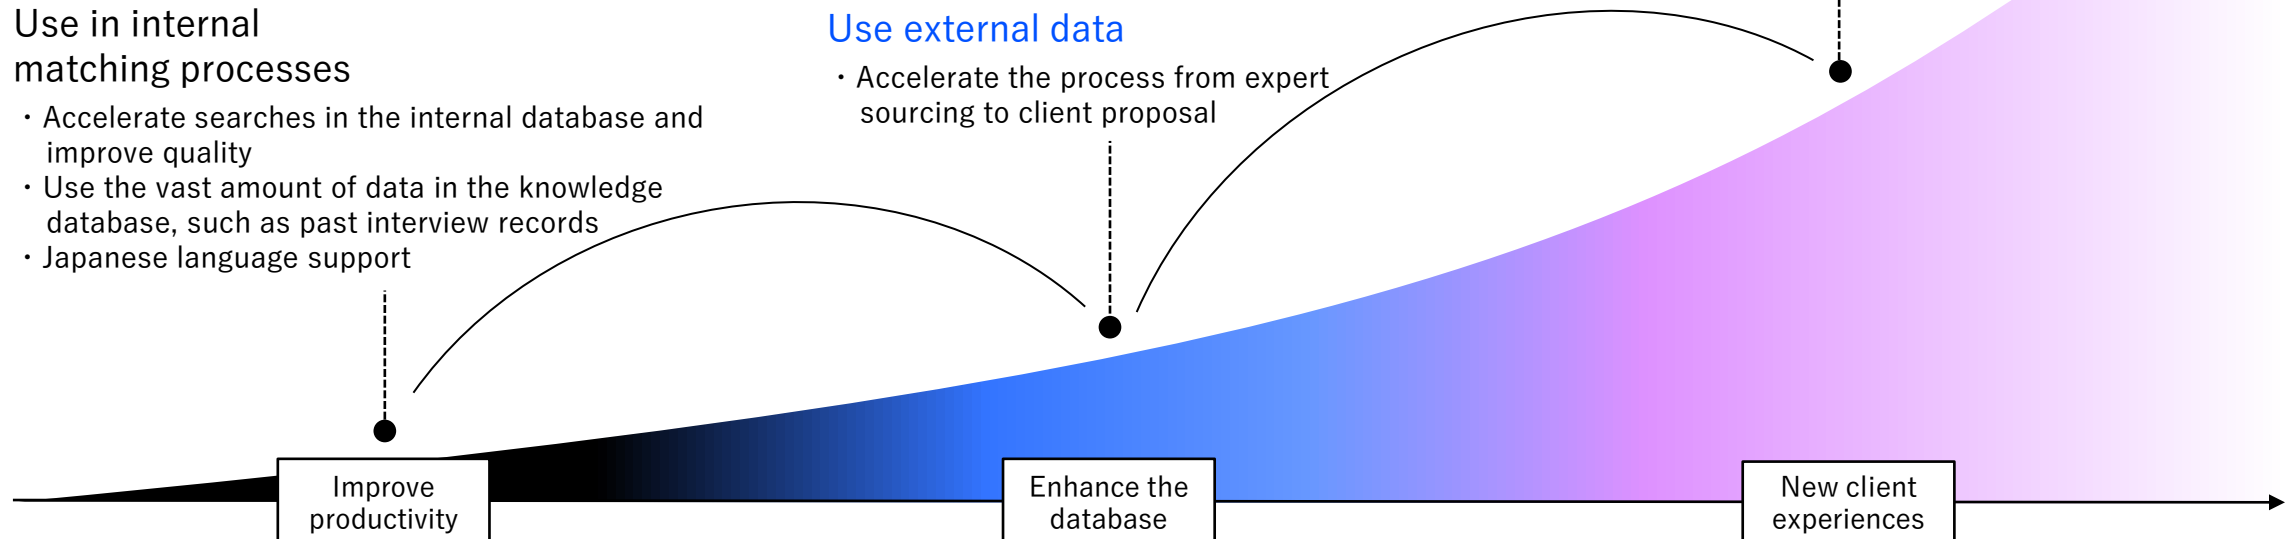 Use in internal
matching processes
・Accelerate searches in the internal database and
improve quality
・Use the vast amount of data in the knowledge
database, such as past interview records
・Japanese language support
Use external data
・Accelerate the process from expert
sourcing to client proposal
Improve
productivity
Enhance the
database
New client
experiences